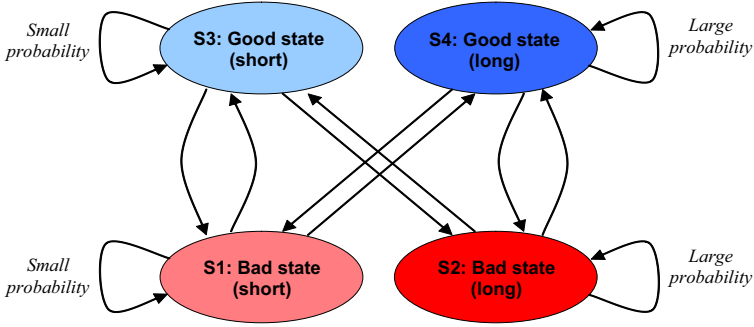 Small
probability
S3: Good state
(short)
S4: Good state
(long)
Large
probability
Small
probability
S1: Bad state
(short)
S2: Bad state
(long)
Large
probability